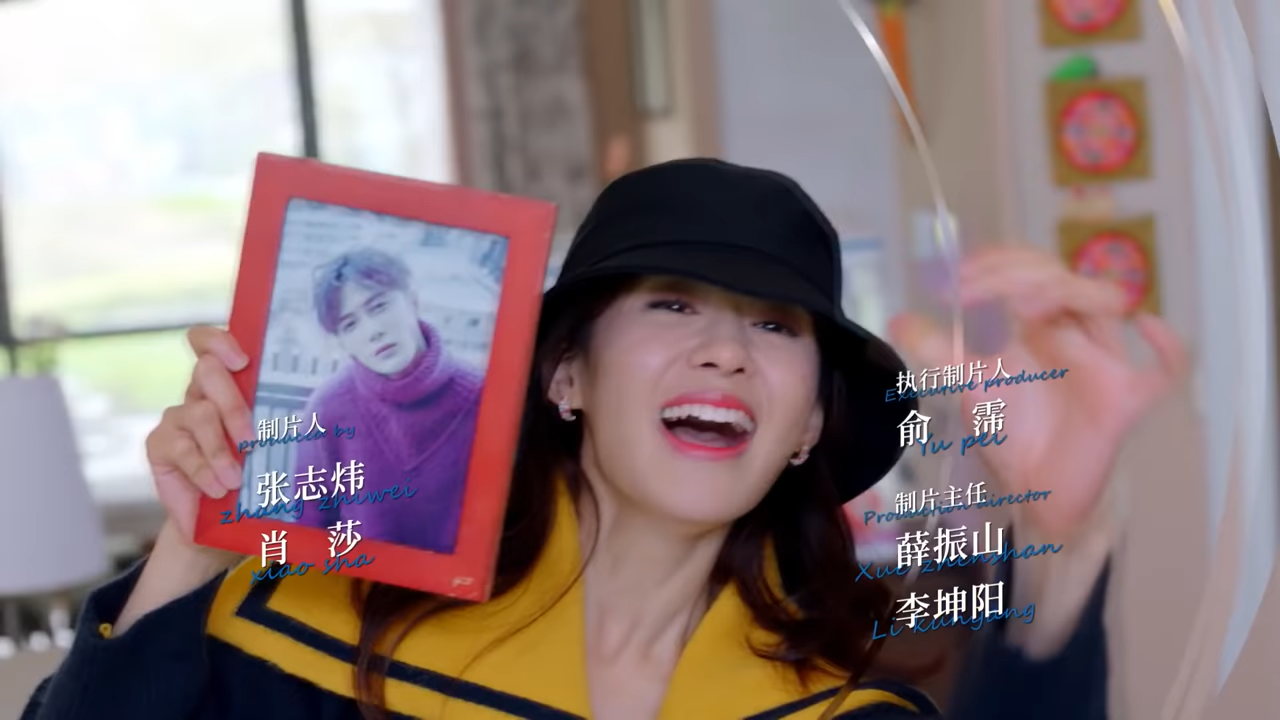 制片人
produced by
张志炜
zhang zhiwei
肖 莎
xiao sha
执行制片人
Executive producer
俞 霈
Yu pei
制片主任
Production director
薛振山
Xue zhenshan
李坤阳
Li kunyang